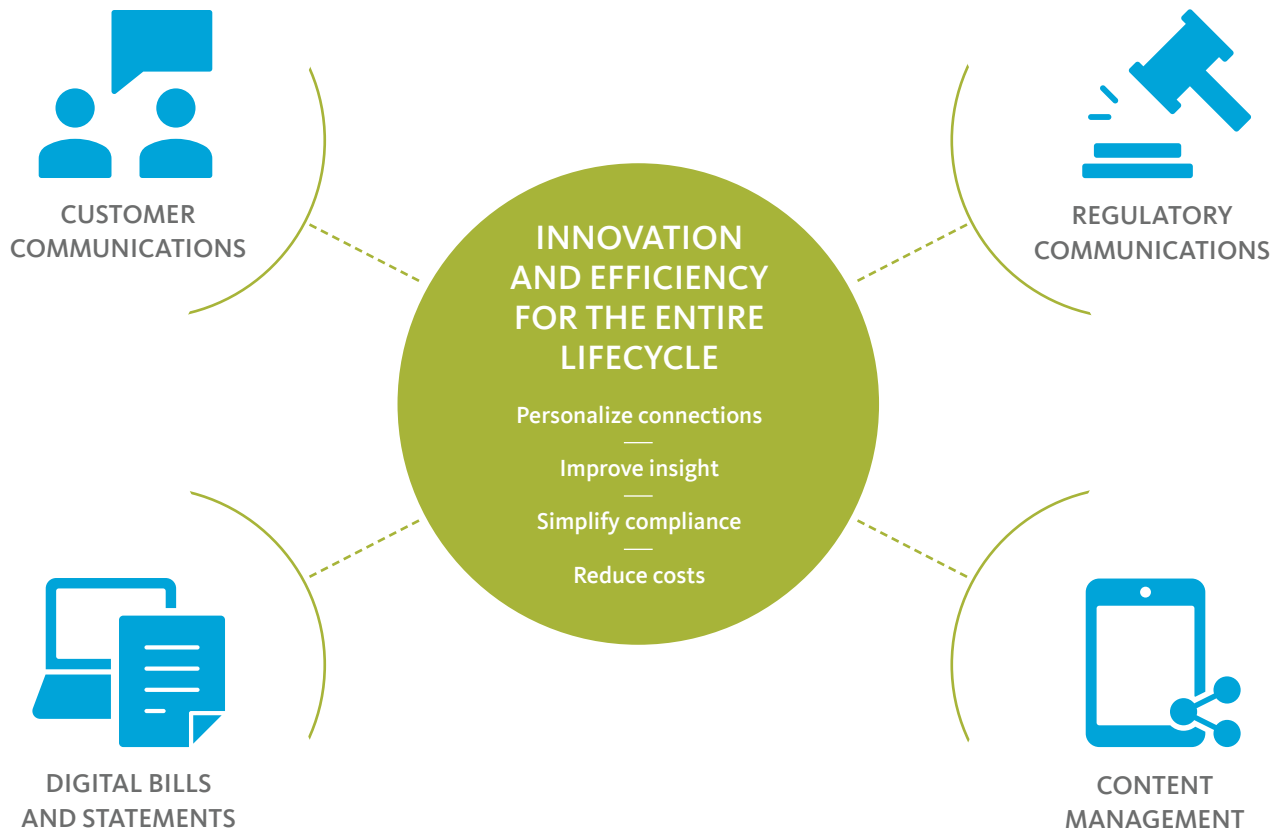 CUSTOMER
COMMUNICATIONS
REGULATORY
COMMUNICATIONS
INNOVATION
AND EFFICIENCY
FOR THE ENTIRE
LIFECYCLE
Personalize connections
Improve insight
Simplify compliance
Reduce costs
DIGITAL BILLS
AND STATEMENTS
CONTENT
MANAGEMENT